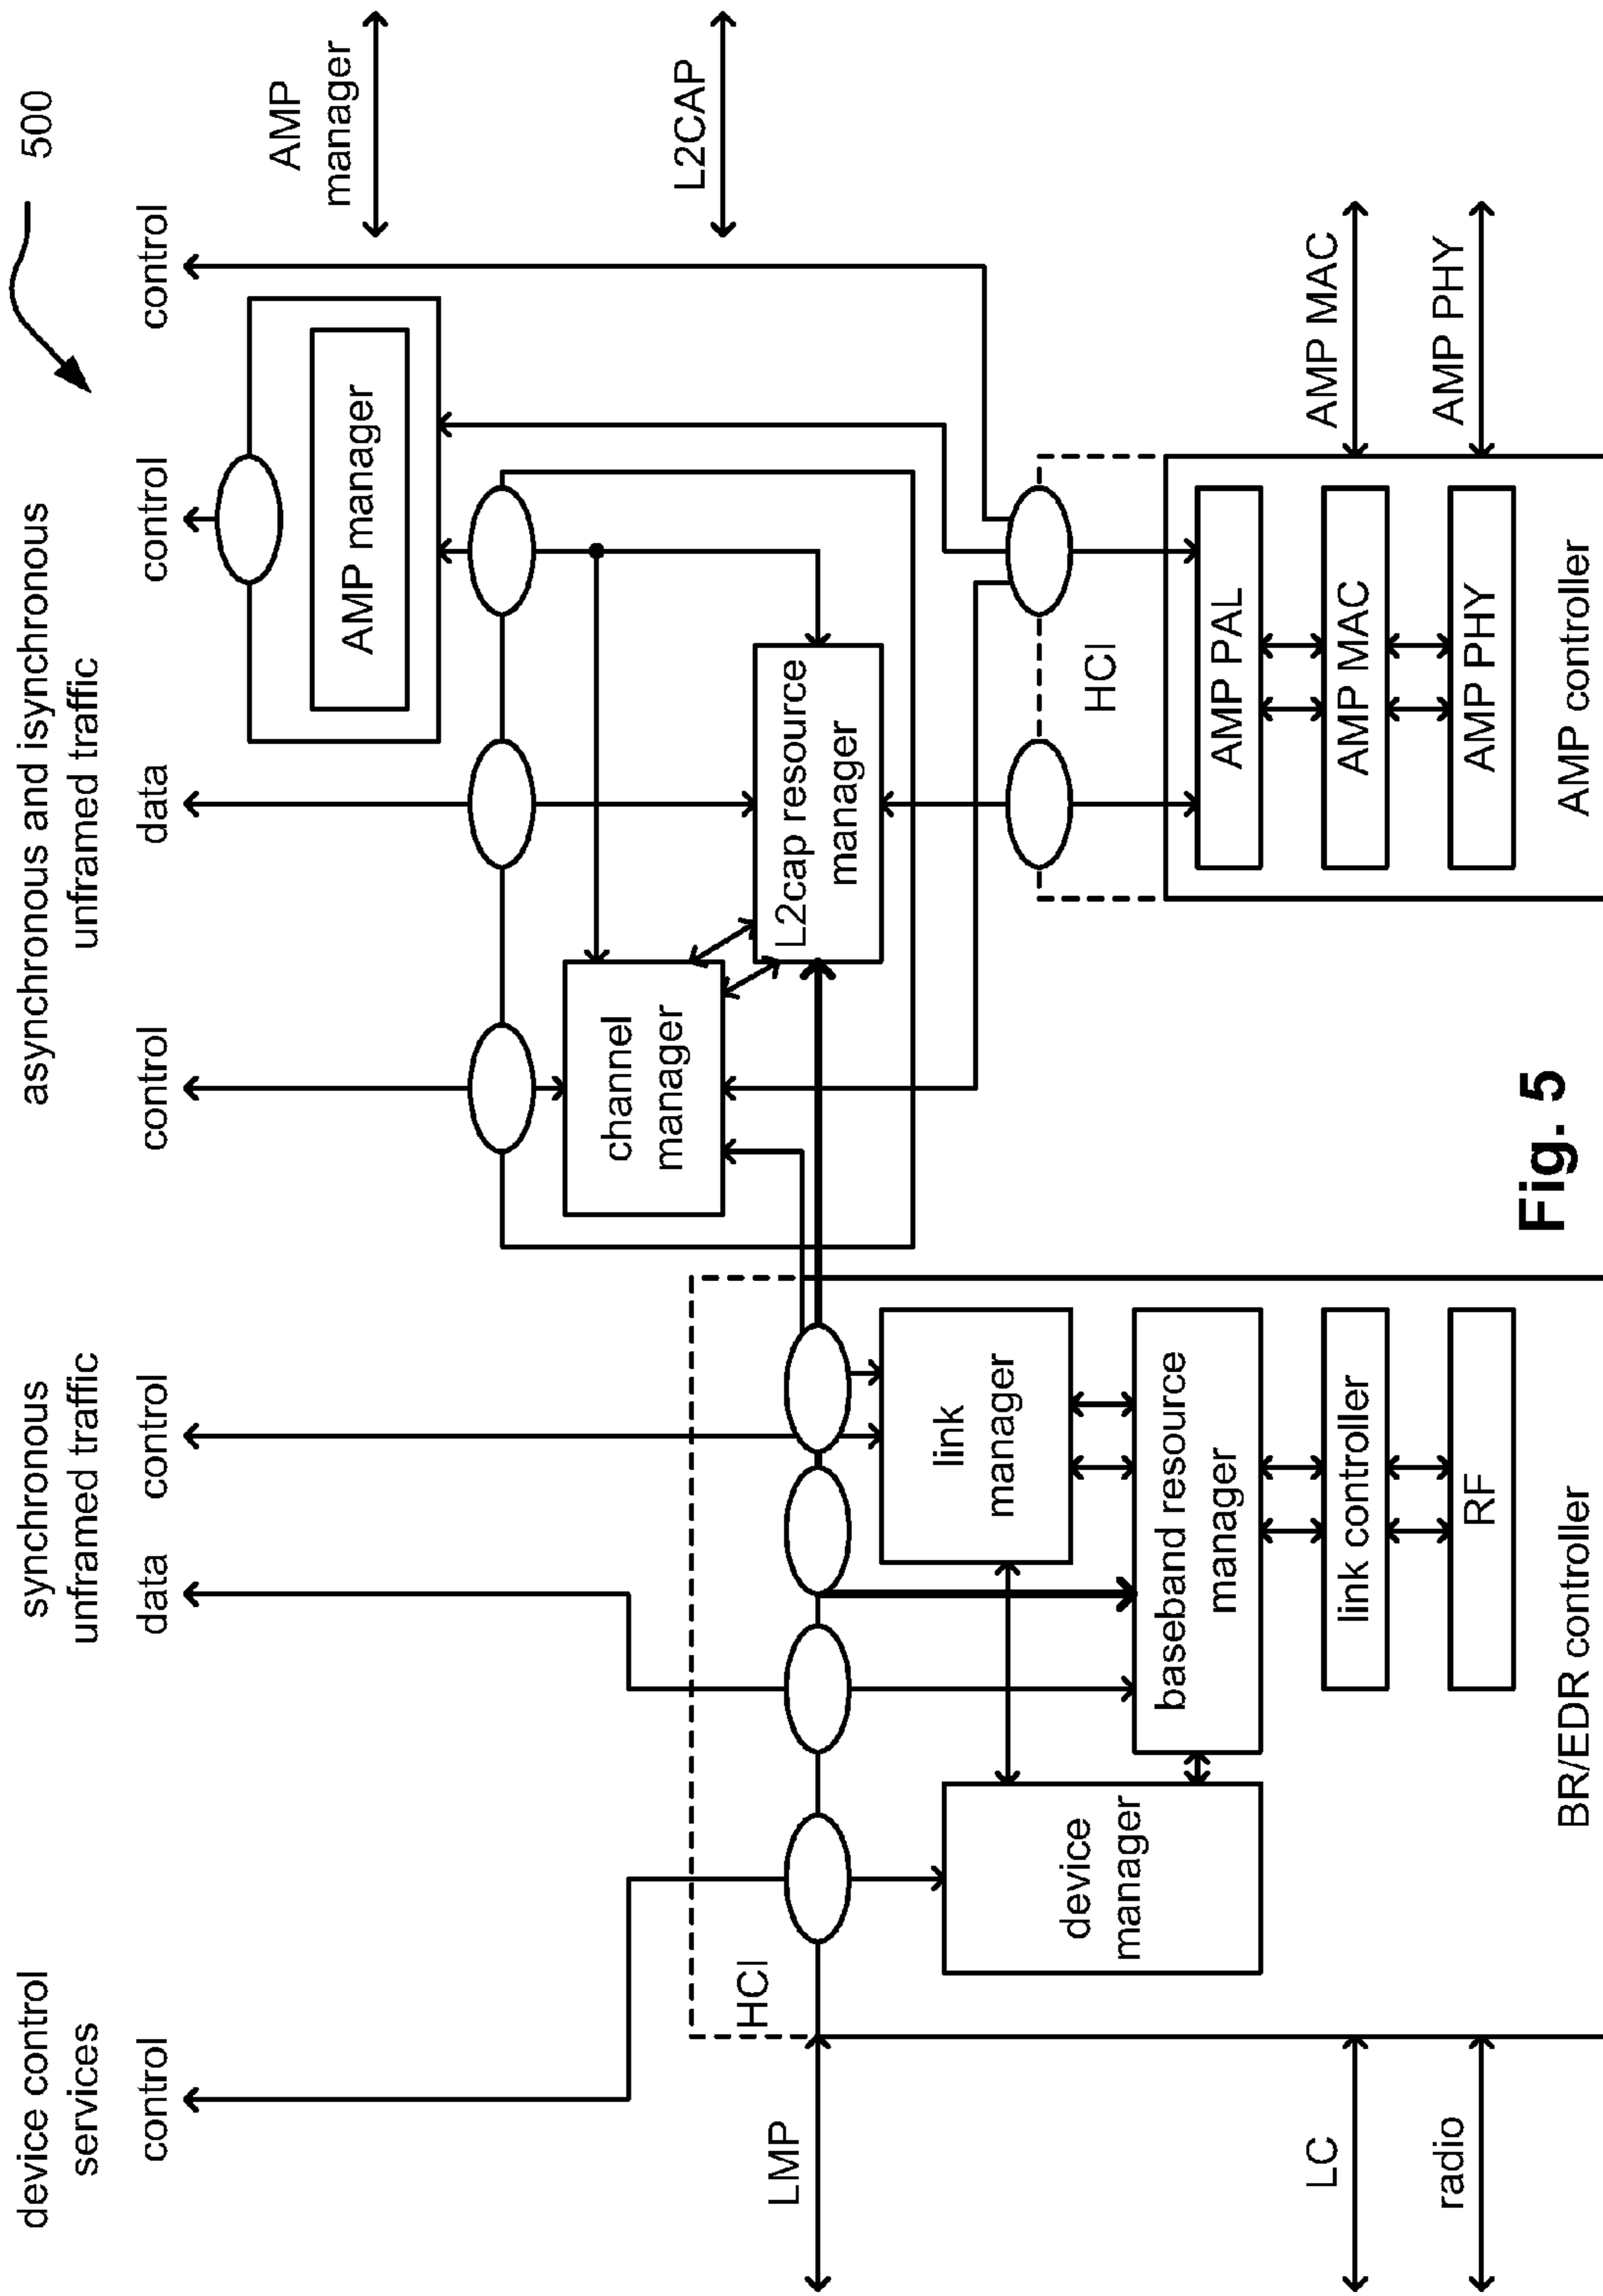 500
device control
services
synchronous
unframed traffic
asynchronous and isynchronous
unframed traffic
control
data
control
control
data
control
control
AMP
manager
AMP manager
L2CAP
channel
manager
L2cap resource
manager
HCI
LMP
link
manager
device
manager
baseband resource
manager
link controller
RF
BR/EDR controller
LC
radio
HCI
AMP PAL
AMP MAC
AMP PHY
AMP controller
AMP MAC
AMP PHY
Fig. 5